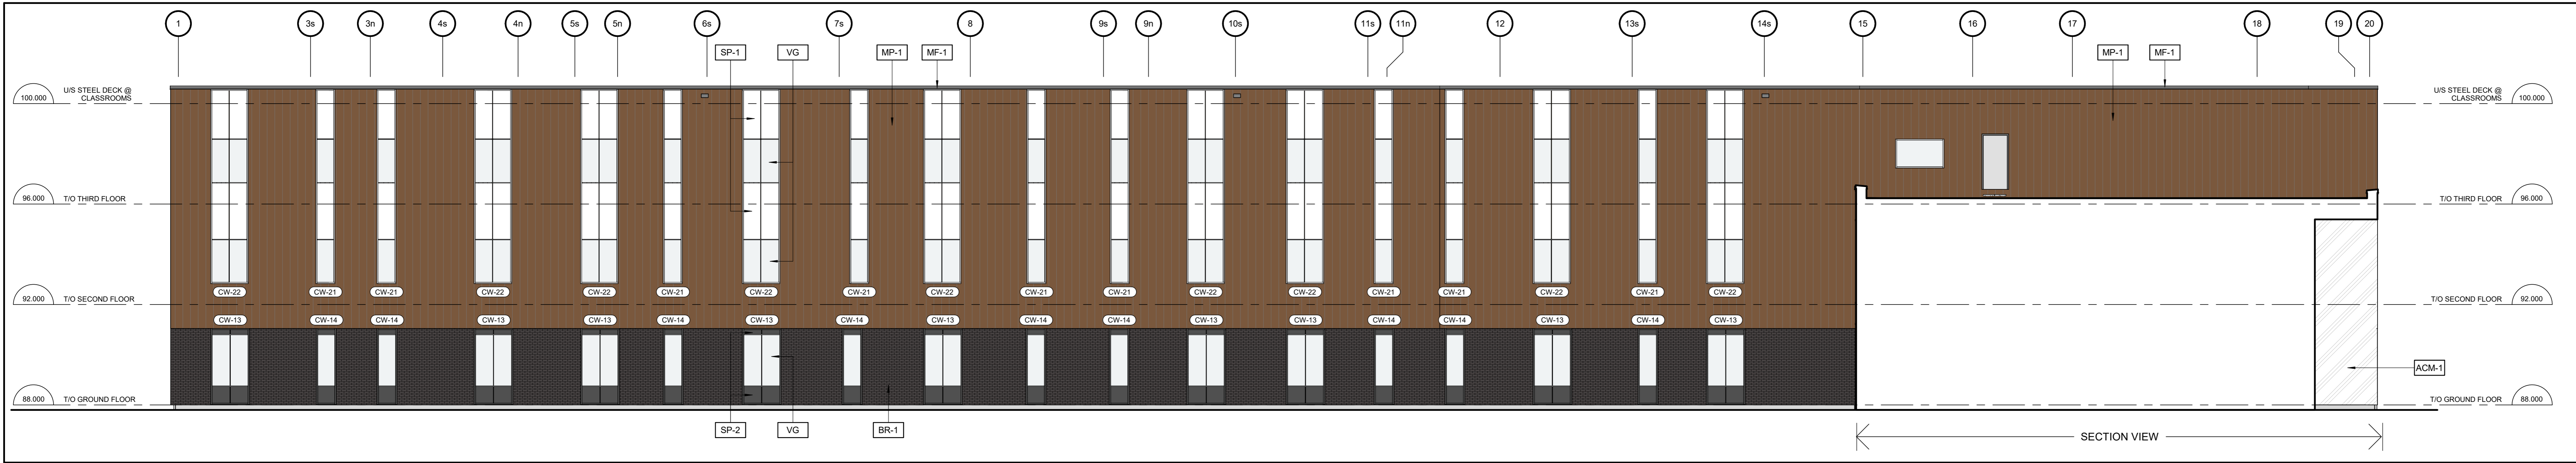 1 3s 3n 4s 4n 5s 5n 6s 7s 8 9s 9n 10s 11s 11n 12 13s 14s 15 16 17 18 19 20
SP-1 VG MP-1 MF-1 MP-1 MF-1
100.000 U/S STEEL DECK @
CLASSROOMS
U/S STEEL DECK @
CLASSROOMS 100.000
96.000 T/O THIRD FLOOR
T/O THIRD FLOOR 96.000
CW-22 CW-21 CW-21 CW-22 CW-22 CW-21 CW-22 CW-21 CW-22 CW-21 CW-21 CW-22 CW-22 CW-21 CW-21 CW-22 CW-21 CW-22
92.000 T/O SECOND FLOOR
T/O SECOND FLOOR 92.000
CW-13 CW-14 CW-14 CW-13 CW-13 CW-14 CW-13 CW-14 CW-13 CW-14 CW-14 CW-13 CW-13 CW-14 CW-14 CW-13 CW-14 CW-13
ACM-1
88.000 T/O GROUND FLOOR
T/O GROUND FLOOR 88.000
SP-2 VG BR-1
SECTION VIEW